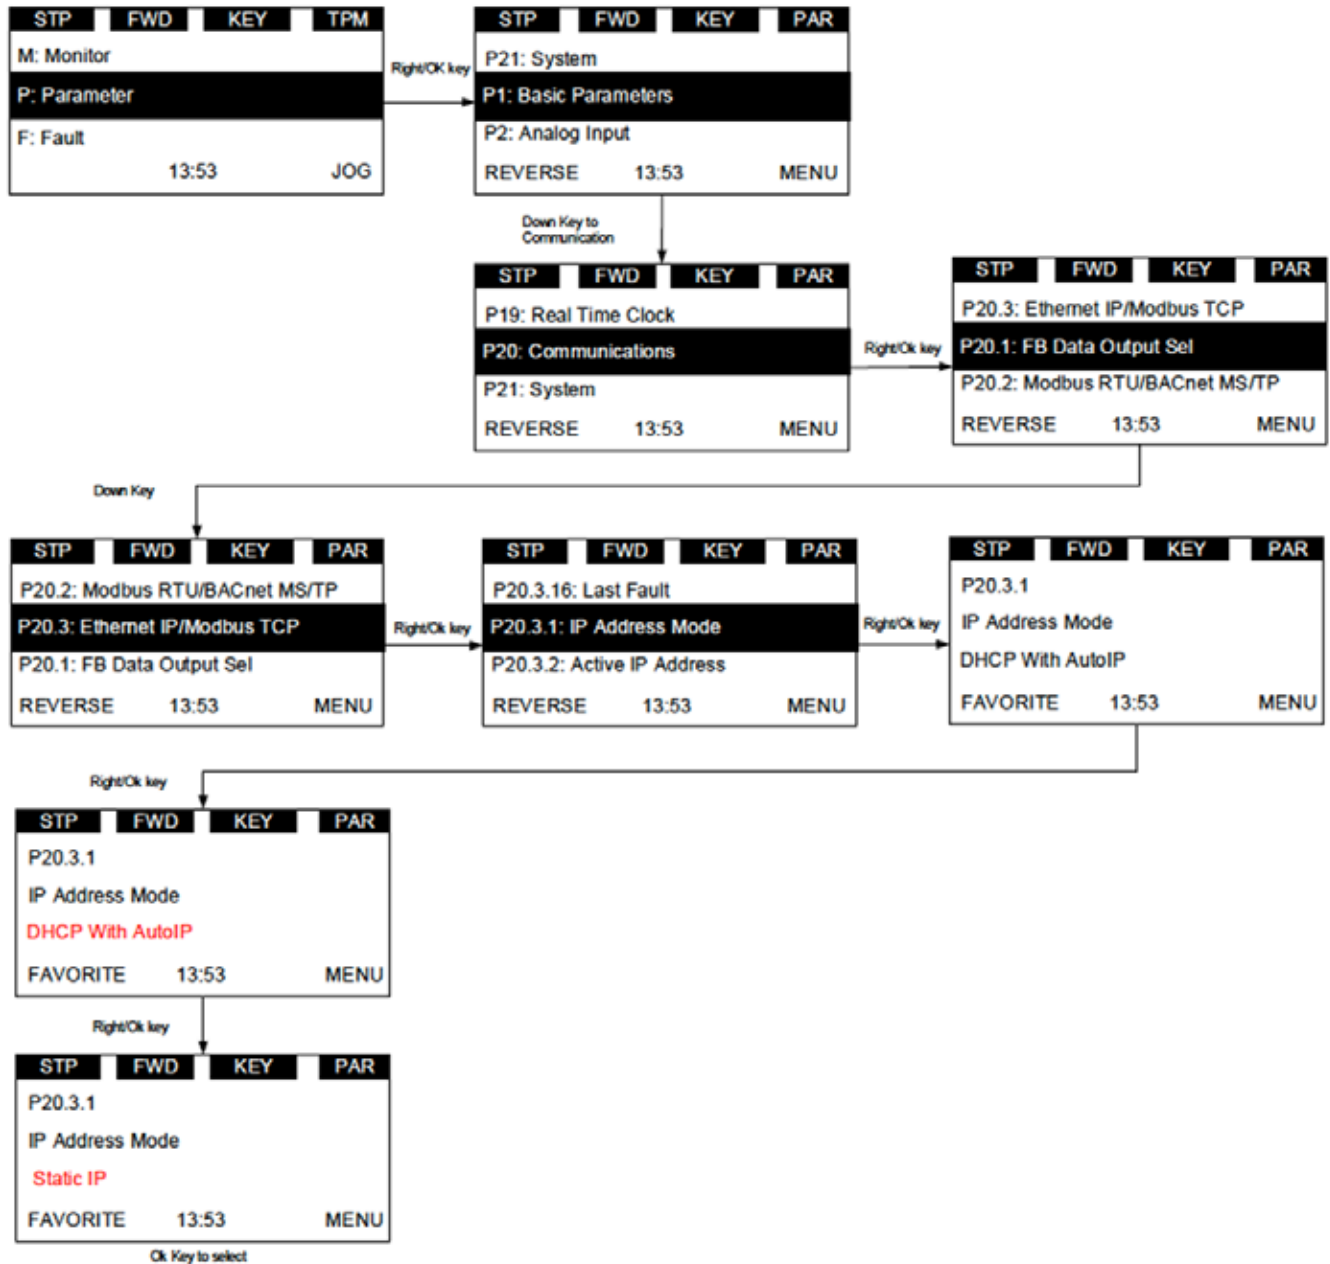 STP FWD KEY TPM
M: Monitor
P: Parameter
F: Fault
13:53 JOG
Right/OK key
STP FWD KEY PAR
P21: System
P1: Basic Parameters
P2: Analog Input
REVERSE 13:53 MENU
Down Key to
Communication
STP FWD KEY PAR
P19: Real Time Clock
P20: Communications
P21: System
REVERSE 13:53 MENU
Right/Ok key
STP FWD KEY PAR
P20.3: Ethernet IP/Modbus TCP
P20.1: FB Data Output Sel
P20.2: Modbus RTU/BACnet MS/TP
REVERSE 13:53 MENU
Down Key
STP FWD KEY PAR
P20.2: Modbus RTU/BACnet MS/TP
P20.3: Ethernet IP/Modbus TCP
P20.1: FB Data Output Sel
REVERSE 13:53 MENU
Right/Ok key
STP FWD KEY PAR
P20.3.16: Last Fault
P20.3.1: IP Address Mode
P20.3.2: Active IP Address
REVERSE 13:53 MENU
Right/Ok key
STP FWD KEY PAR
P20.3.1
IP Address Mode
DHCP With AutoIP
FAVORITE 13:53 MENU
Right/Ok key
STP FWD KEY PAR
P20.3.1
IP Address Mode
DHCP With AutoIP
FAVORITE 13:53 MENU
Right/Ok key
STP FWD KEY PAR
P20.3.1
IP Address Mode
Static IP
FAVORITE 13:53 MENU
Ok Key to select